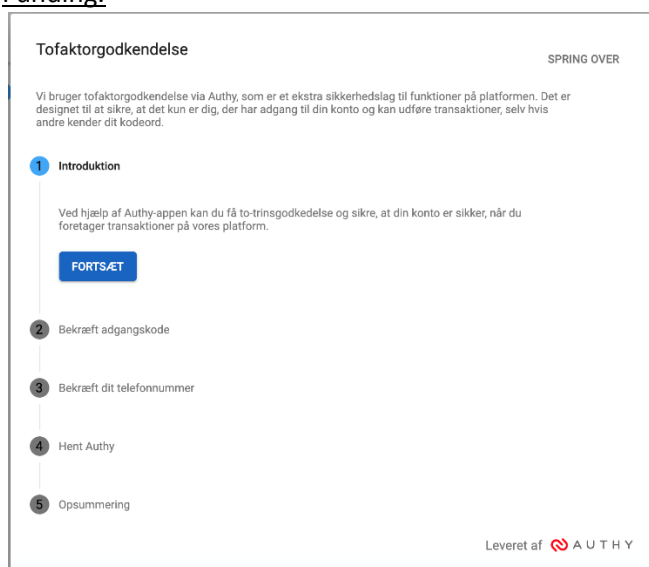 Tofaktorgodkendelse
SPRING OVER
Vi bruger tofaktorgodkendelse via Authy, som er et ekstra sikkerhedslag til funktioner på platformen. Det er
designet til at sikre, at det kun er dig, der har adgang til din konto og kan udføre transaktioner, selv hvis
andre kender dit kodeord.
1 Introduktion
Ved hjælp af Authy-appen kan du få to-trinsgodkedelse og sikre, at din konto er sikker, når du
foretager transaktioner på vores platform.
FORTSÆT
2 Bekræft adgangskode
3 Bekræft dit telefonnummer
4 Hent Authy
5 Opsummering
Leveret af AUTHY